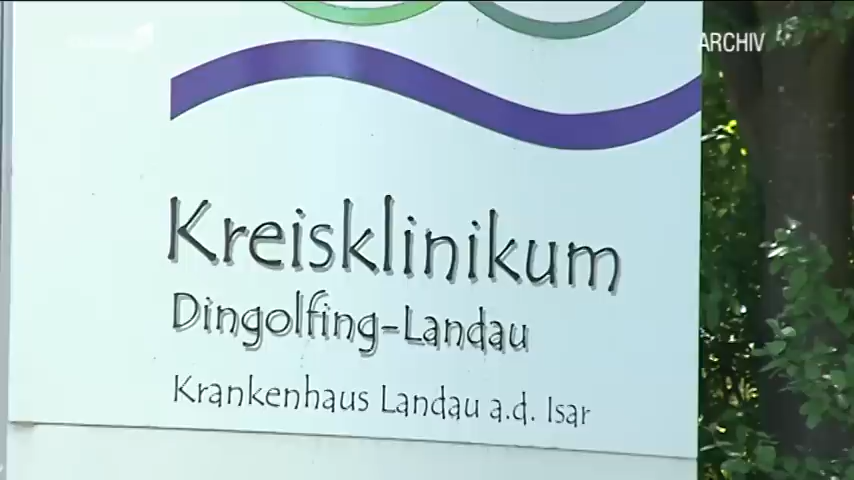 ARCHIV
Kreisklinikum
Dingolfing-Landau
Krankenhaus Landau a.d. Isar